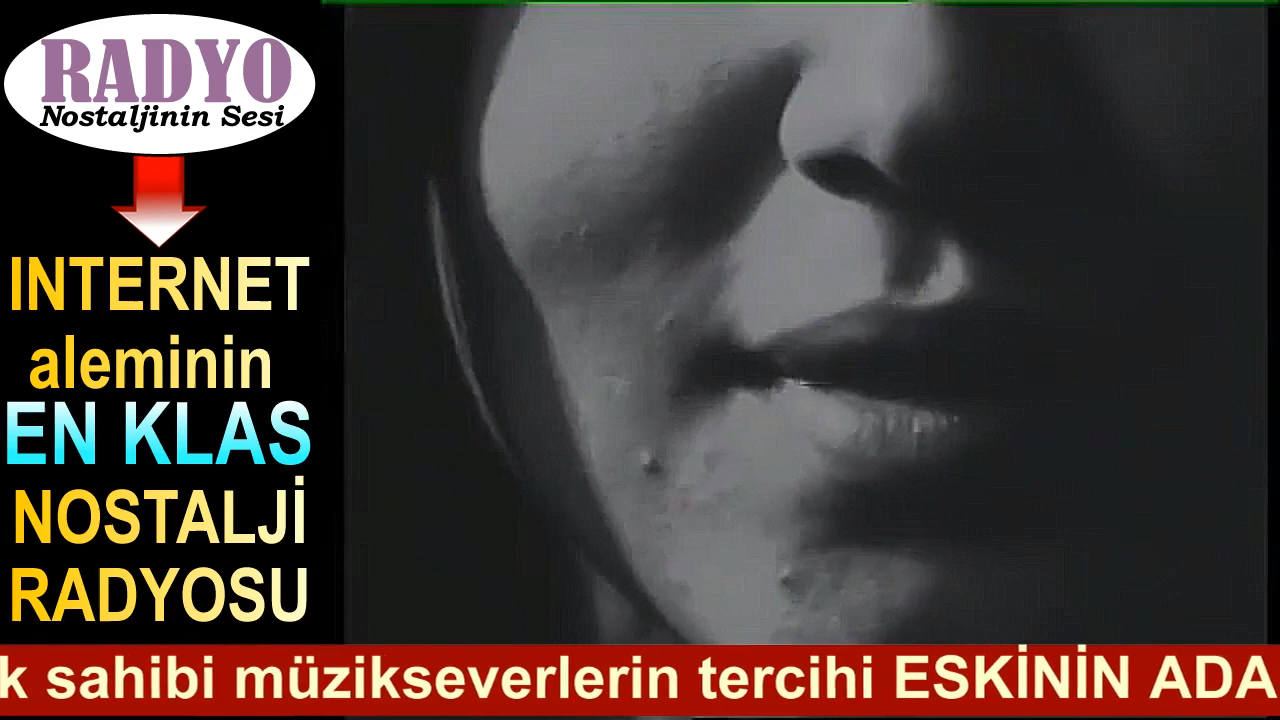 RADYO
Nostaljinin Sesi
INTERNET
aleminin
EN KLAS
NOSTALJİ
RADYOSU
k sahibi müzikseverlerin tercihi ESKİNİN ADA